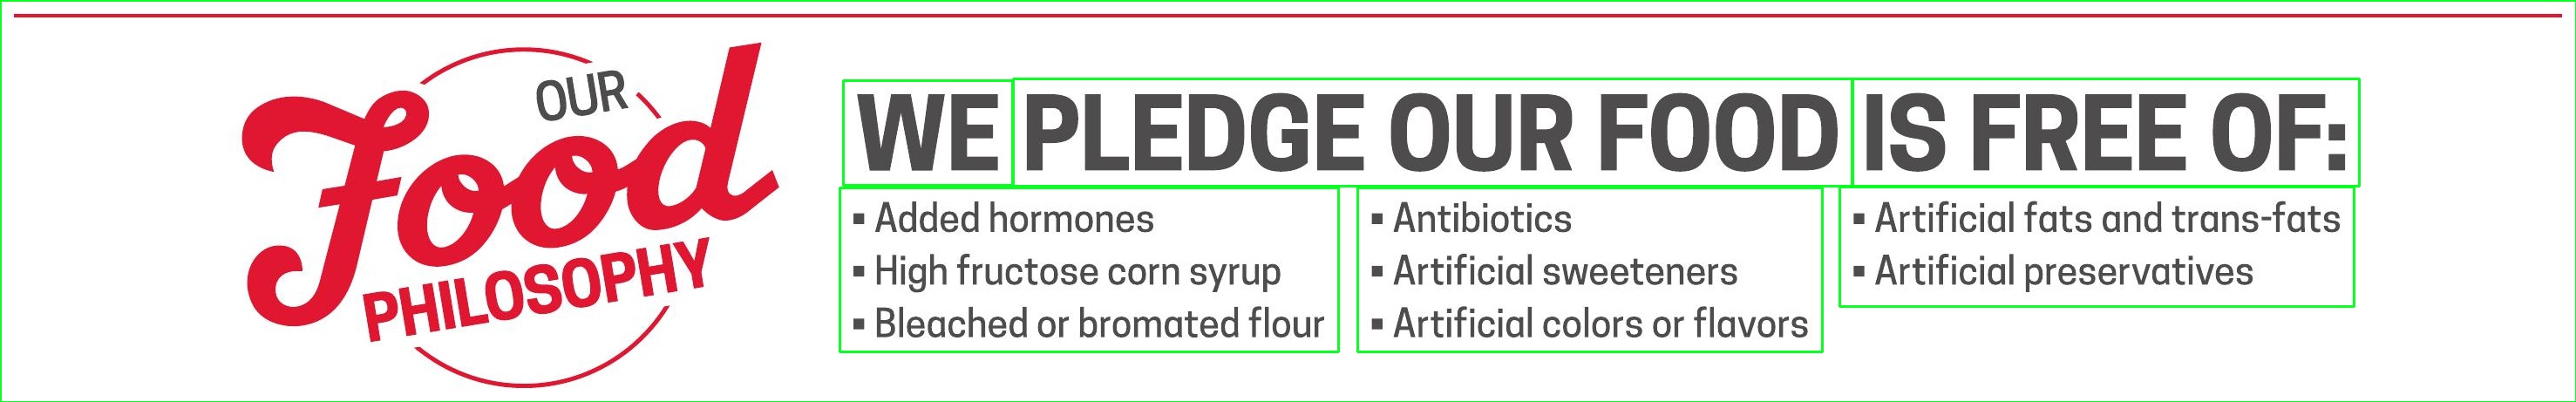 OUR
Food
PHILOSOPHY
WE PLEDGE OUR FOOD IS FREE OF:
▪ Added hormones
▪ High fructose corn syrup
▪ Bleached or bromated flour
▪ Antibiotics
▪ Artificial sweeteners
▪ Artificial colors or flavors
▪ Artificial fats and trans-fats
▪ Artificial preservatives